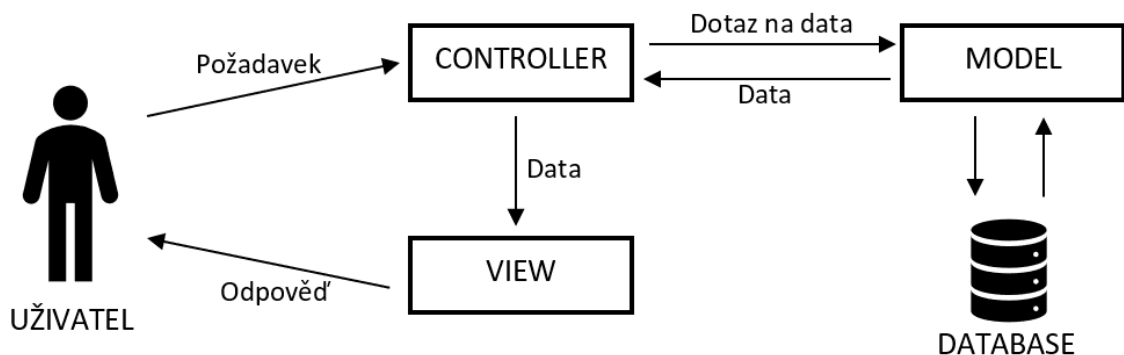 Dotaz na data
Požadavek
CONTROLLER
MODEL
Data
Data
VIEW
Odpověď
UŽIVATEL
DATABASE